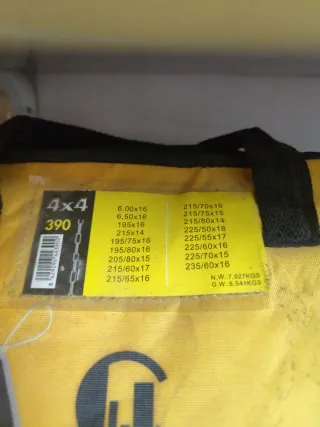 4x4
390
6,00x16
6,50x16
195x16
215x14
195/75x16
195/80x16
205/80x15
215/60x17
215/65x16
215/70x16
215/75x15
215/80x14
225/50x18
225/55x17
225/60x16
225/70x15
235/60x16
N.W.:7,927KGS
G.W.:8,541KGS